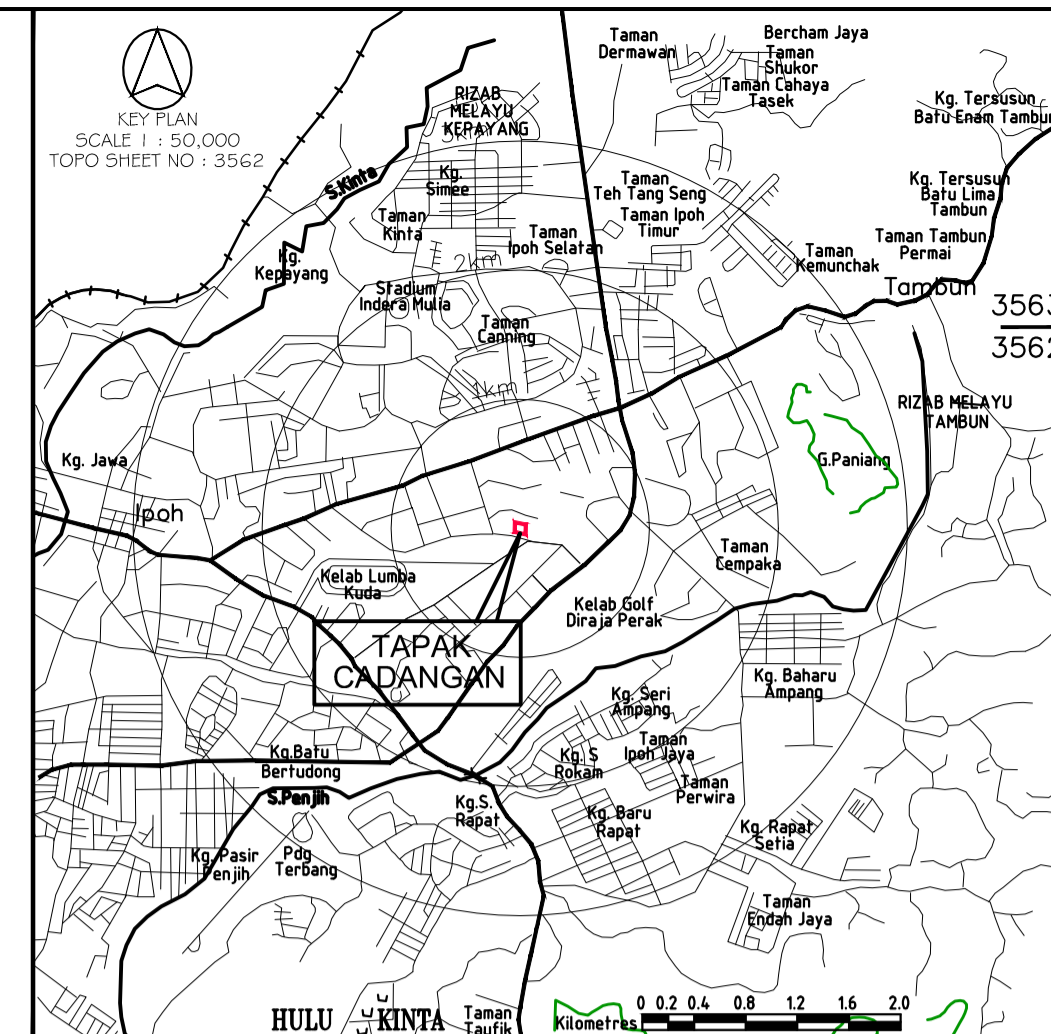 KEY PLAN
SCALE 1 : 50,000
TOPO SHEET NO : 3562
Taman
Dermawan
Bercham Jaya
Taman
Shukor
Taman Cahaya
Tasek
RIZAB
MELAYU
KEPAYANG
3km
Kg. Tersusun
Batu Enam Tambun
Kg.
Simee
S.Kinta
Taman
Teh Tang Seng
Kg. Tersusun
Batu Lima
Tambun
Taman
Kinta
Taman
Ipoh Selatan
Taman Ipoh
Timur
Taman Tambun
Permai
Kg.
Kepayang
2km
Taman
Kemunchak
Tambun
Stadium
Indera Mulia
3563
3562
Taman
Canning
1km
RIZAB MELAYU
TAMBUN
Kg. Jawa
G.Paniang
Ipoh
Taman
Cempaka
Kelab Lumba
Kuda
Kelab Golf
Diraja Perak
TAPAK
CADANGAN
Kg. Baharu
Ampang
Kg. Seri
Ampang
Kg.Batu
Bertudong
Kg. S
Rokam
Taman
Ipoh Jaya
Taman
Perwira
S.Penjih
Kg.S.
Rapat
Kg. Baru
Rapat
Kg. Rapat
Setia
Kg. Pasir
Penjih
Pdg
Terbang
Taman
Endah Jaya
HULU KINTA
Taman
Taufik
Kilometres
0 0.2 0.4 0.8 1.2 1.6 2.0